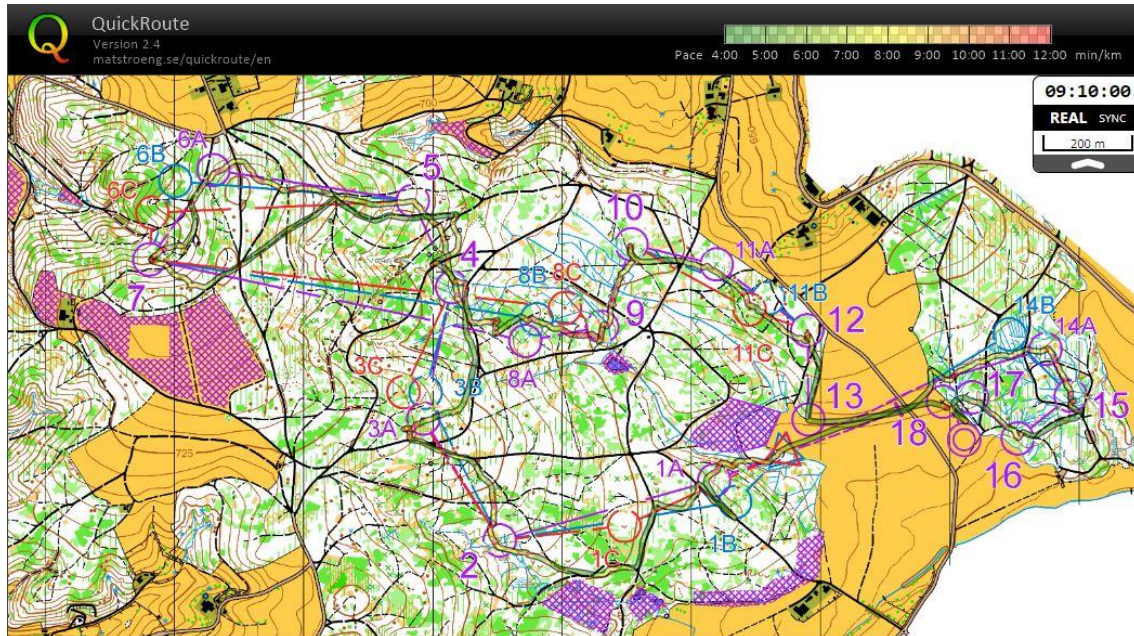 QuickRoute
Version 2.4
matstroeng.se/quickroute/en
Pace 4:00 5:00 6:00 7:00 8:00 9:00 10:00 11:00 12:00 min/km
09:10:00
REAL SYNC
200 m
700
650
6A
6B
5
6C
10
4
11A
7
8B
8C
11B
9
12
14B
14A
8A
11C
3C
3B
17
13
15
3A
18
725
16
1A
2
1B
1C